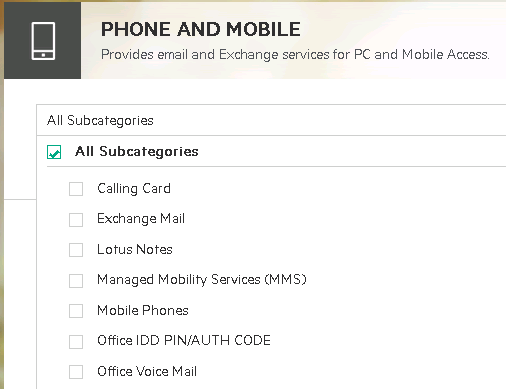 PHONE AND MOBILE
Provides email and Exchange services for PC and Mobile Access.
All Subcategories
All Subcategories
Calling Card
Exchange Mail
Lotus Notes
Managed Mobility Services (MMS)
Mobile Phones
Office IDD PIN/AUTH CODE
Office Voice Mail